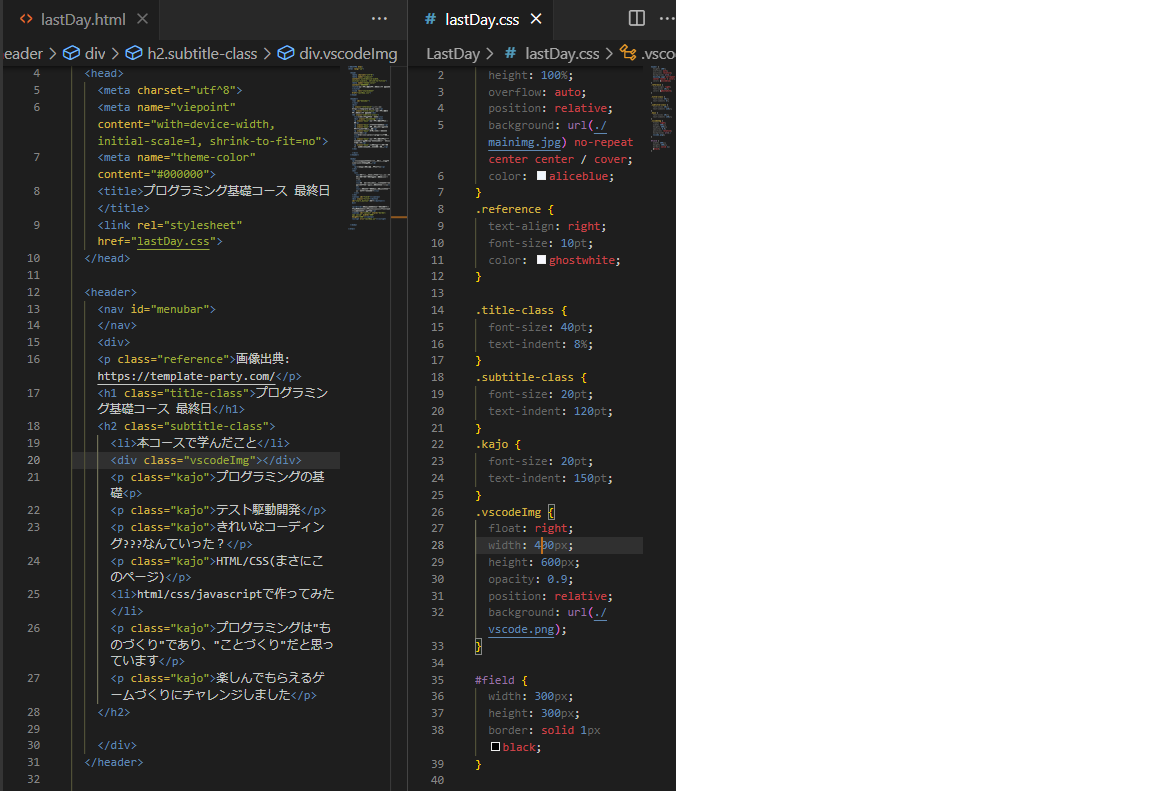 lastDay.html
eader > div > h2.subtitle-class > div.vscodeImg
4 <head>
5 <meta charset="utf^8">
6 <meta name="viepoint"
content="with=device-width,
initial-scale=1, shrink-to-fit=no">
7 <meta name="theme-color"
content="#000000">
8 <title>プログラミング基礎コース 最終日
</title>
9 <link rel="stylesheet"
href="lastDay.css">
10 </head>
11
12 <header>
13 <nav id="menubar">
14 </nav>
15 <div>
16 <p class="reference">画像出典:
https://template-party.com/</p>
17 <h1 class="title-class">プログラミン
グ基礎コース 最終日</h1>
18 <h2 class="subtitle-class">
19 <li>本コースで学んだこと</li>
20 <div class="vscodeImg"></div>
21 <p class="kajo">プログラミングの基
礎<p>
22 <p class="kajo">テスト駆動開発</p>
23 <p class="kajo">きれいなコーディン
グ???なんていった？</p>
24 <p class="kajo">HTML/CSS(まさにこ
のページ)</p>
25 <li>html/css/javascriptで作ってみた
</li>
26 <p class="kajo">プログラミングは"も
のづくり"であり、"ことづくり"だと思っ
ています</p>
27 <p class="kajo">楽しんでもらえるゲ
ームづくりにチャレンジしました</p>
28 </h2>
29
30 </div>
31 </header>
32
# lastDay.css
LastDay > # lastDay.css > .vsco
2 height: 100%;
3 overflow: auto;
4 position: relative;
5 background: url(./
mainimg.jpg) no-repeat
center center / cover;
6 color: aliceblue;
7 }
8 .reference {
9 text-align: right;
10 font-size: 10pt;
11 color: ghostwhite;
12 }
13
14 .title-class {
15 font-size: 40pt;
16 text-indent: 8%;
17 }
18 .subtitle-class {
19 font-size: 20pt;
20 text-indent: 120pt;
21 }
22 .kajo {
23 font-size: 20pt;
24 text-indent: 150pt;
25 }
26 .vscodeImg {
27 float: right;
28 width: 400px;
29 height: 600px;
30 opacity: 0.9;
31 position: relative;
32 background: url(./
vscode.png);
33 }
34
35 #field {
36 width: 300px;
37 height: 300px;
38 border: solid 1px
black;
39 }
40